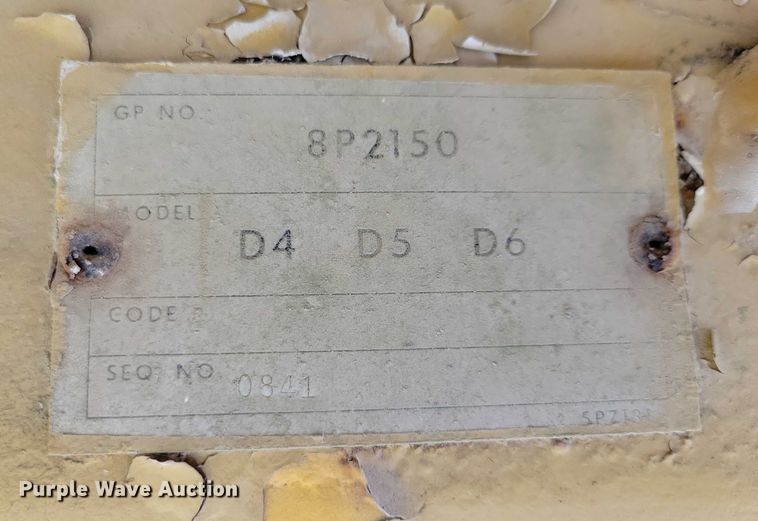 GP NO.
8P2150
MODEL
D4 D5 D6
CODE
SEQ. NO
0841
Purple Wave Auction